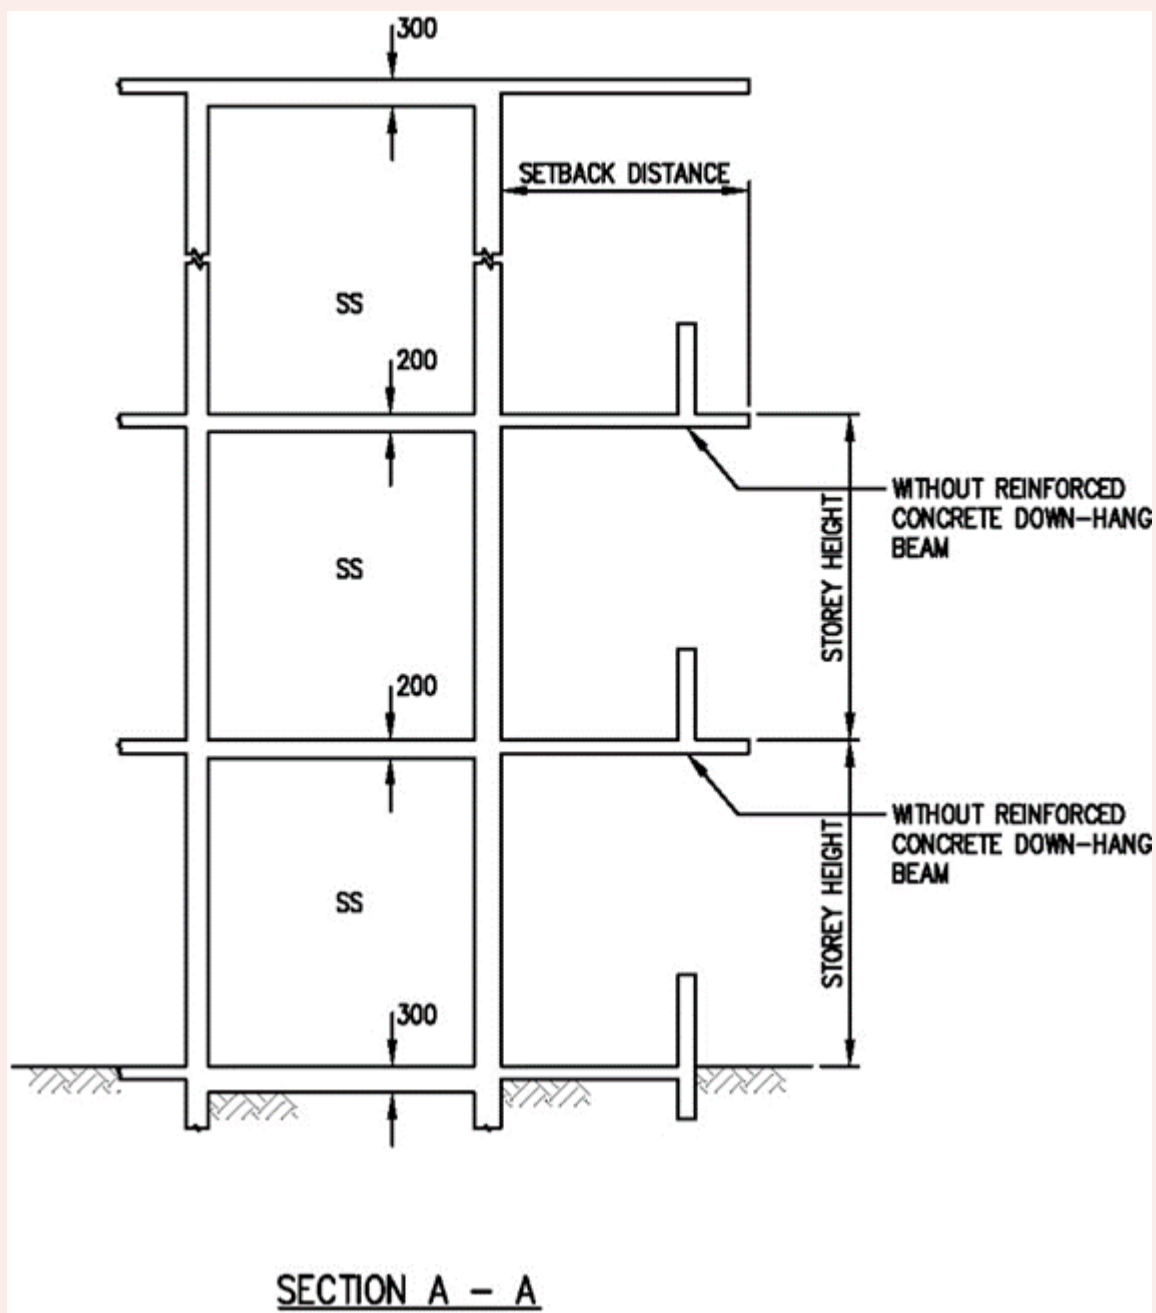 300
SETBACK DISTANCE
SS
200
WITHOUT REINFORCED
CONCRETE DOWN-HANG
BEAM
STOREY HEIGHT
SS
200
WITHOUT REINFORCED
CONCRETE DOWN-HANG
BEAM
STOREY HEIGHT
SS
300
SECTION A - A